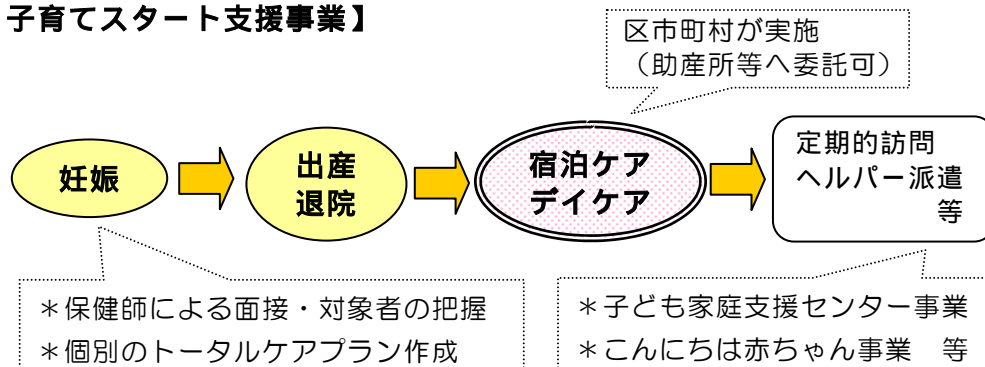 子育てスタート支援事業】
区市町村が実施
（助産所等へ委託可）
妊娠
出産
退院
宿泊ケア
デイケア
定期的訪問
ヘルパー派遣
等
＊保健師による面接・対象者の把握
＊個別のトータルケアプラン作成
＊子ども家庭支援センター事業
＊こんにちは赤ちゃん事業　等